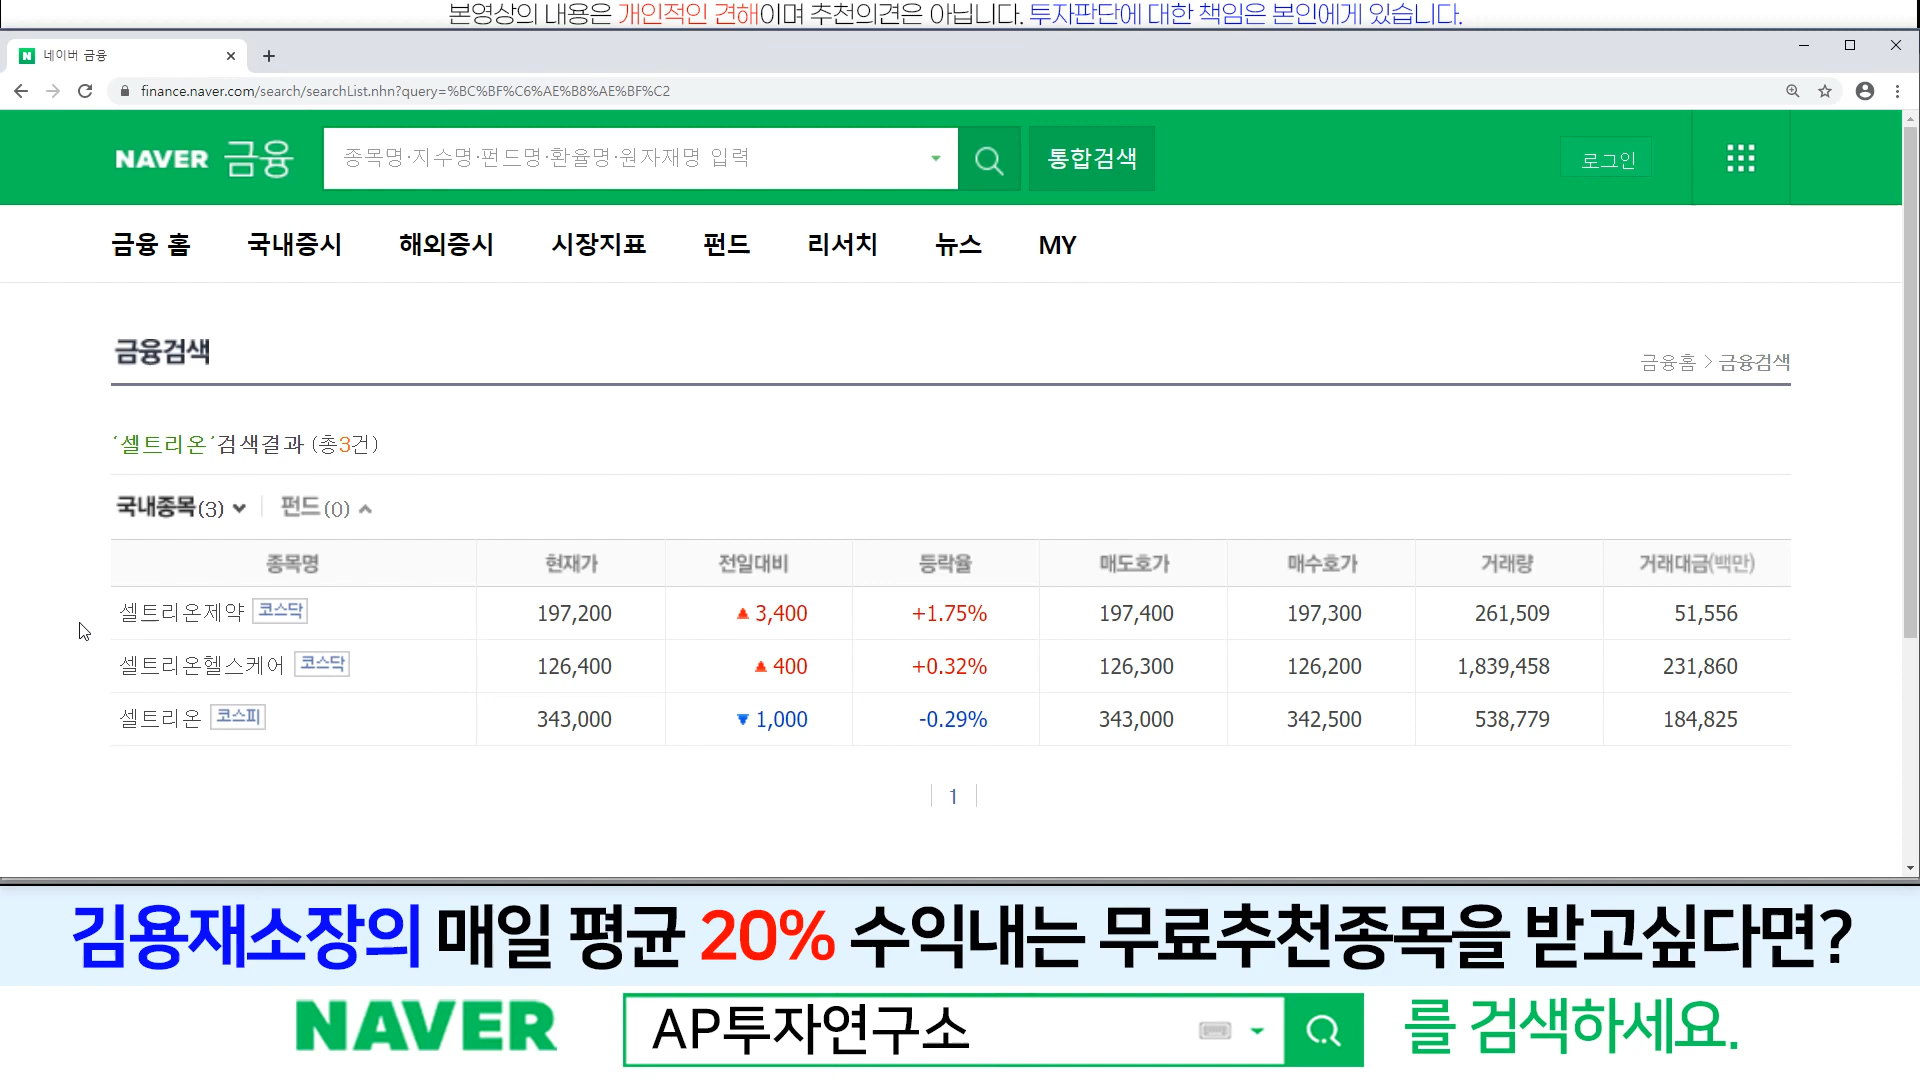 본영상의 내용은 개인적인 견해이며 추천의견은 아닙니다. 투자판단에 대한 책임은 본인에게 있습니다.
네이버 금융
finance.naver.com/search/searchList.nhn?query=%BC%BF%C6%AE%B8%AE%BF%C2
NAVER 금융 종목명·지수명·펀드명·환율명·원자재명 입력 통합검색 로그인
금융 홈 국내증시 해외증시 시장지표 펀드 리서치 뉴스 MY
금융검색 금융홈 > 금융검색
'셀트리온'검색결과 (총3건)
국내종목(3) 펀드(0)
종목명 현재가 전일대비 등락율 매도호가 매수호가 거래량 거래대금(백만)
셀트리온제약 코스닥 197,200 ▲ 3,400 +1.75% 197,400 197,300 261,509 51,556
셀트리온헬스케어 코스닥 126,400 ▲ 400 +0.32% 126,300 126,200 1,839,458 231,860
셀트리온 코스피 343,000 ▼ 1,000 -0.29% 343,000 342,500 538,779 184,825
1
김용재소장의 매일 평균 20% 수익내는 무료추천종목을 받고싶다면?
NAVER AP투자연구소 를 검색하세요.